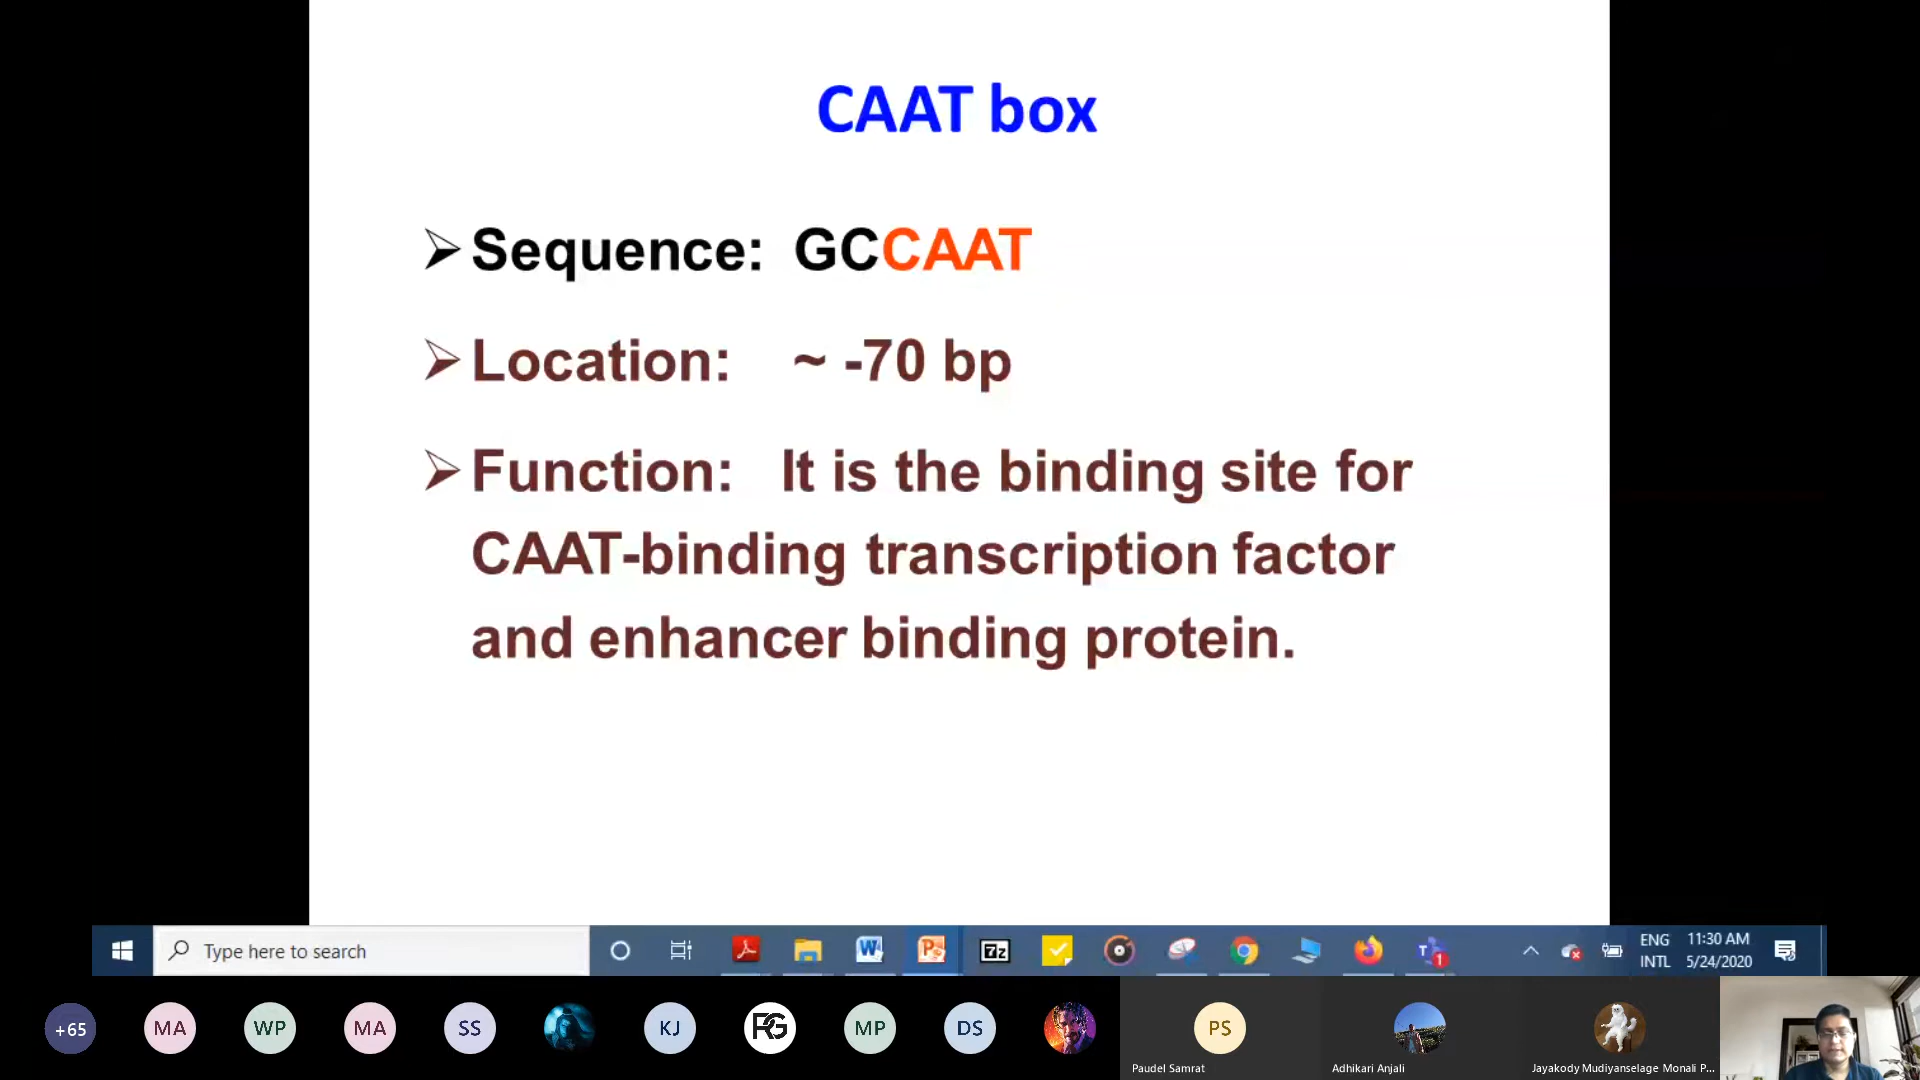 CAAT box
➢Sequence: GCCAAT
➢Location: ~ -70 bp
➢Function: It is the binding site for
CAAT-binding transcription factor
and enhancer binding protein.
Type here to search
ENG 11:30 AM
INTL 5/24/2020
+65 MA WP MA SS KJ RG MP DS PS
Paudel Samrat Adhikari Anjali Jayakody Mudiyanselage Monali P...